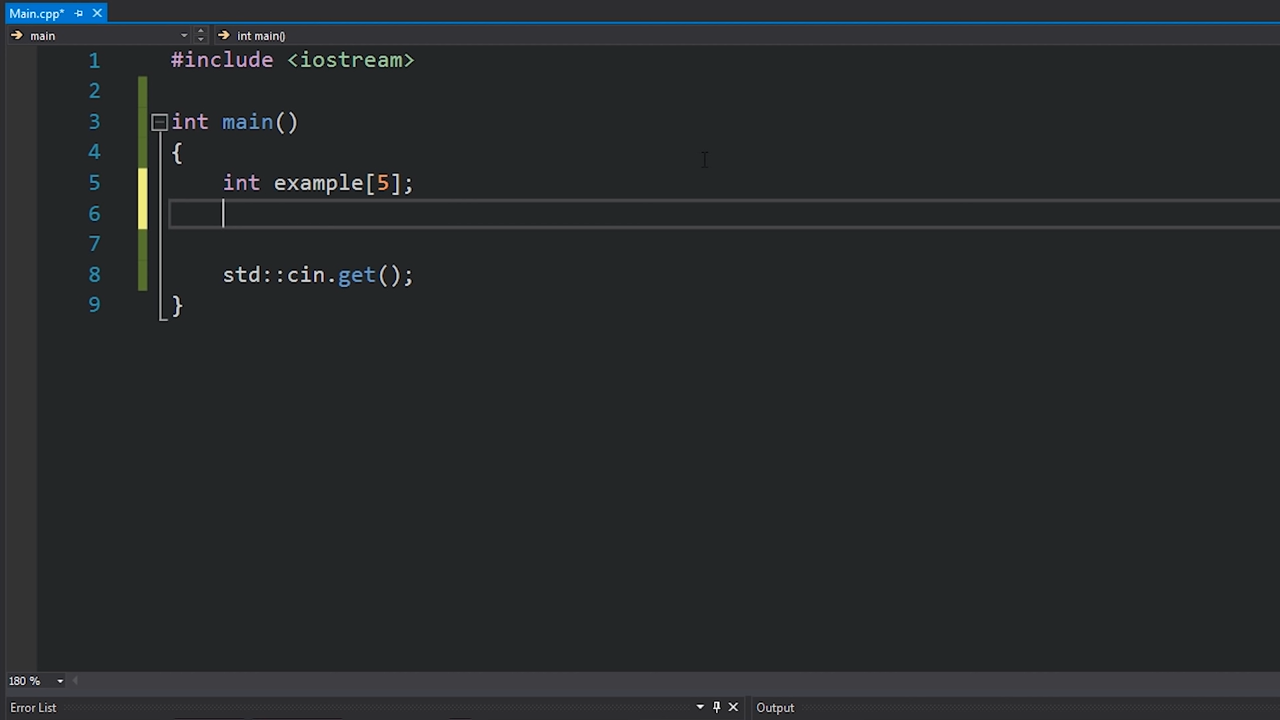 Main.cpp*
main int main()
1 #include <iostream>
2
3 int main()
4 {
5 int example[5];
6
7
8 std::cin.get();
9 }
180 %
Error List Output